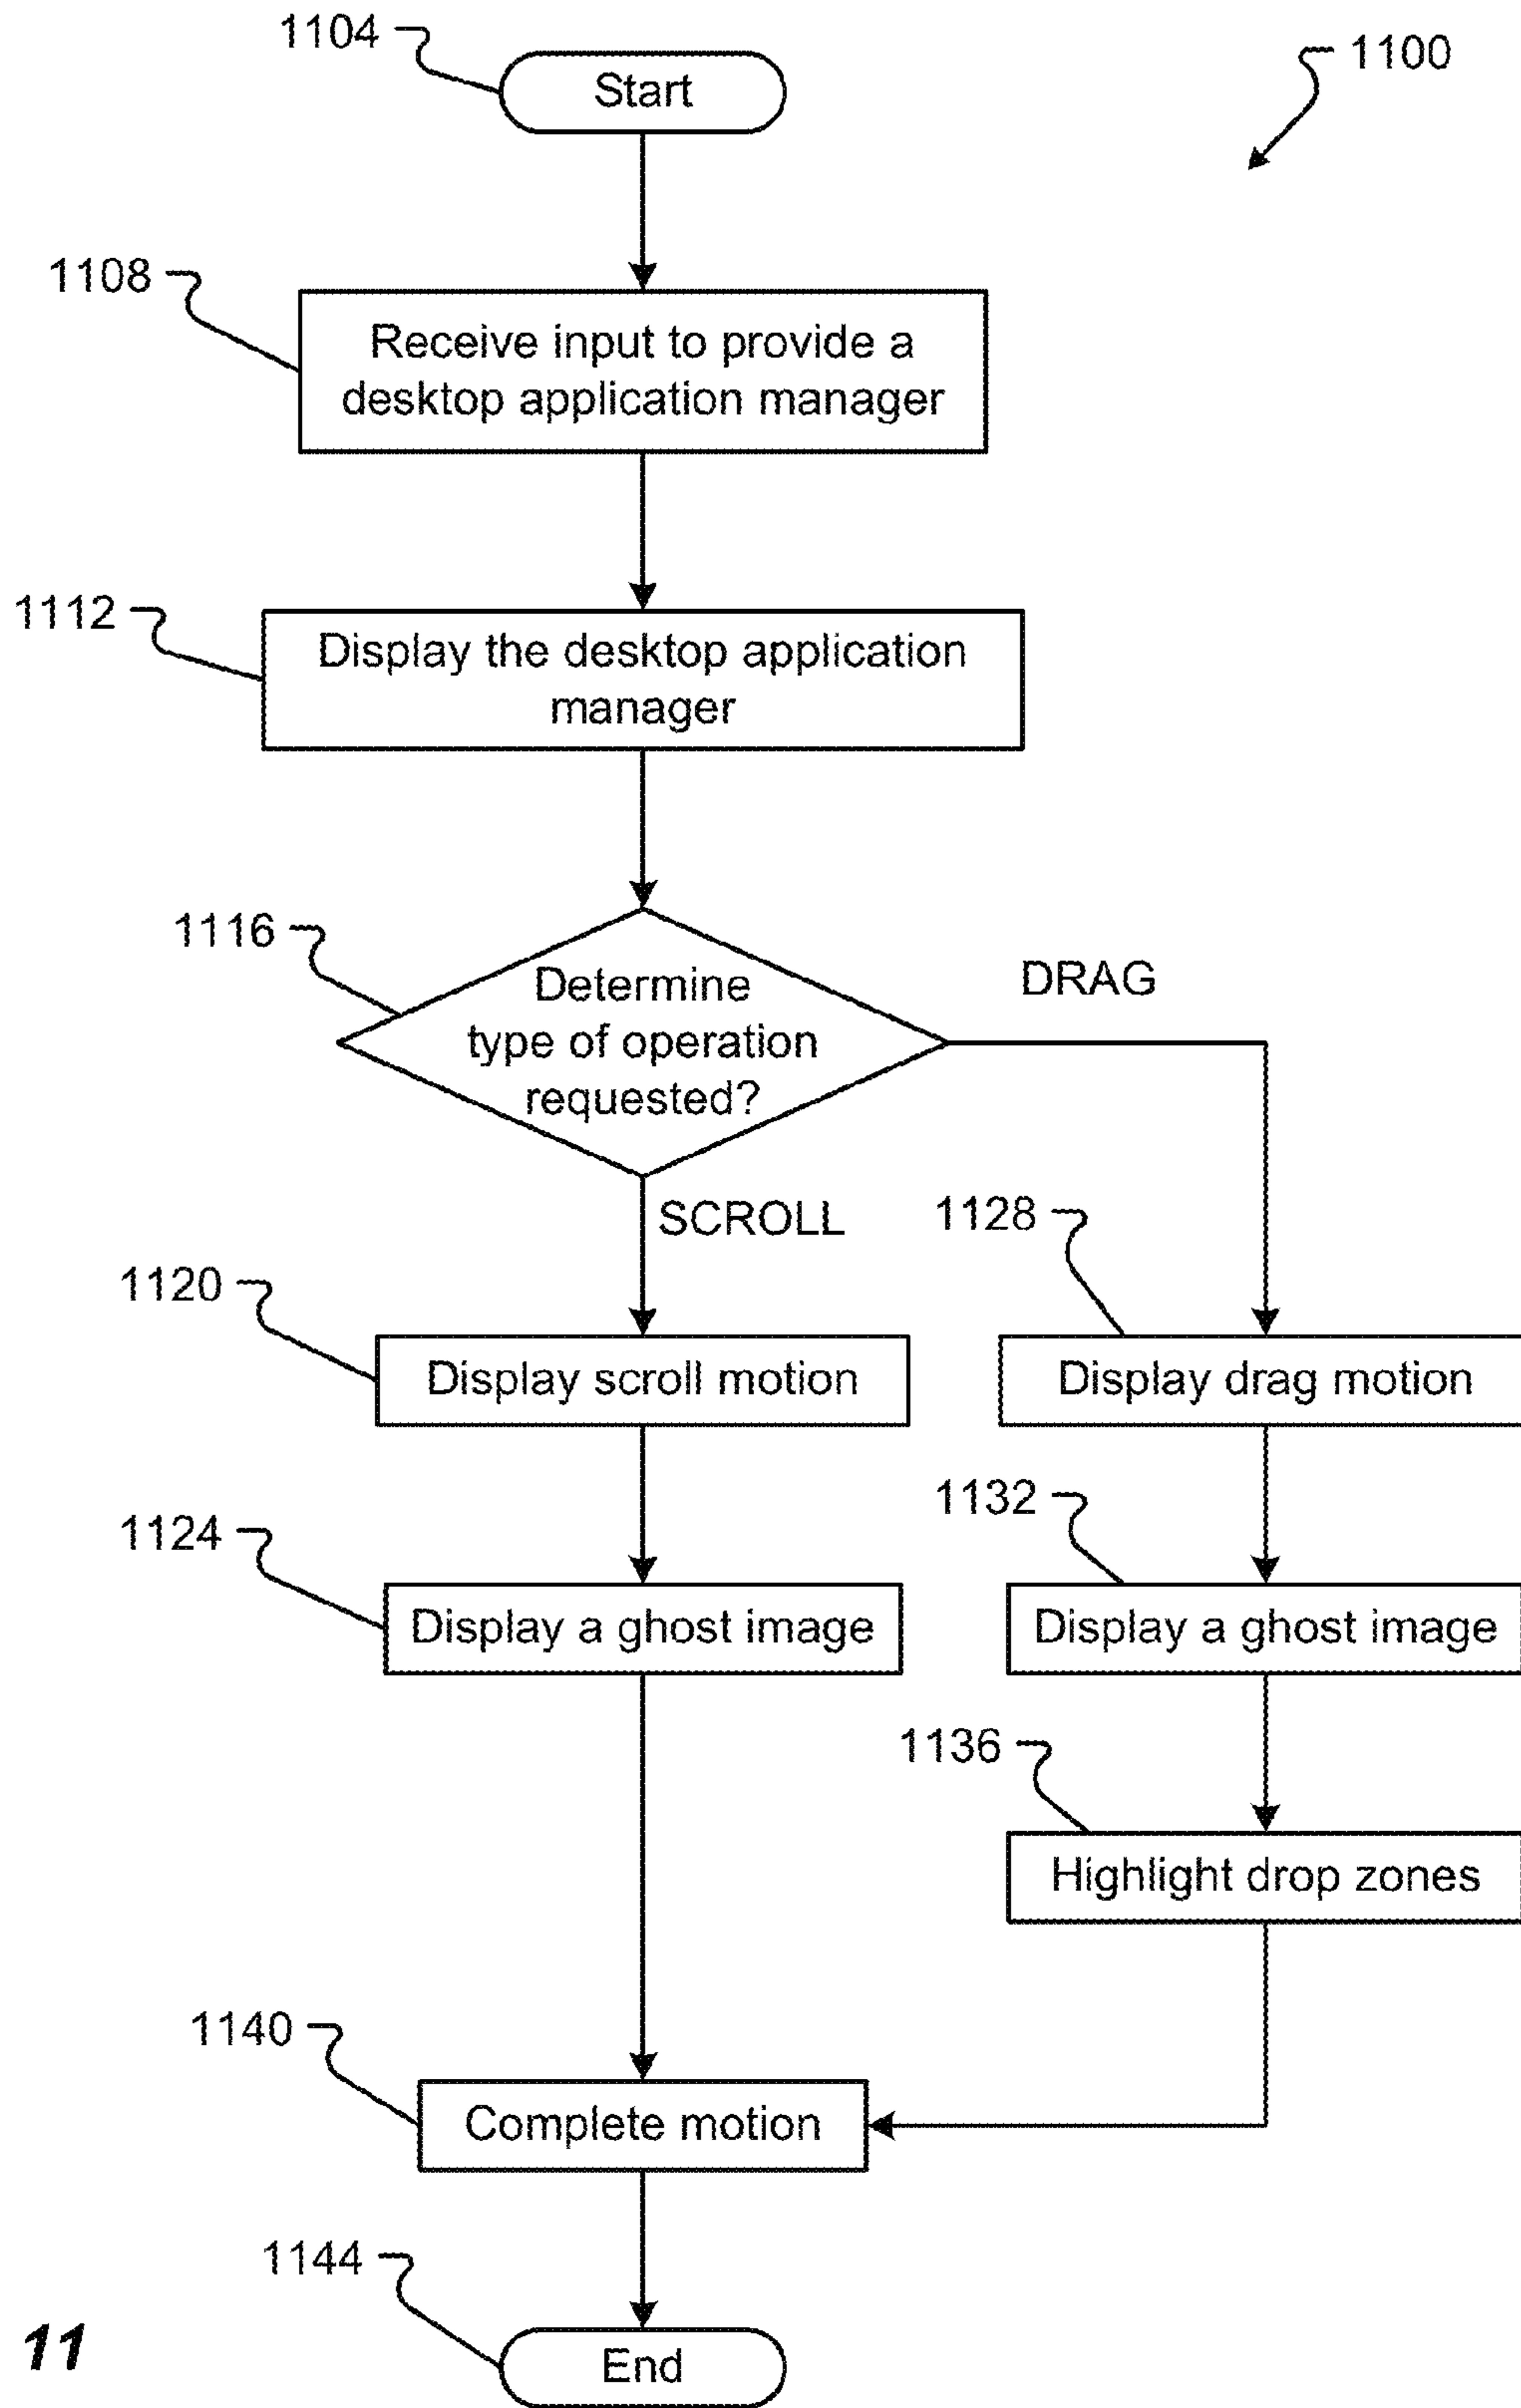 1104
Start
1100
1108
Receive input to provide a
desktop application manager
1112
Display the desktop application
manager
1116
Determine
type of operation
requested?
DRAG
SCROLL
1128
1120
Display scroll motion
Display drag motion
1132
1124
Display a ghost image
Display a ghost image
1136
Highlight drop zones
1140
Complete motion
1144
End
11